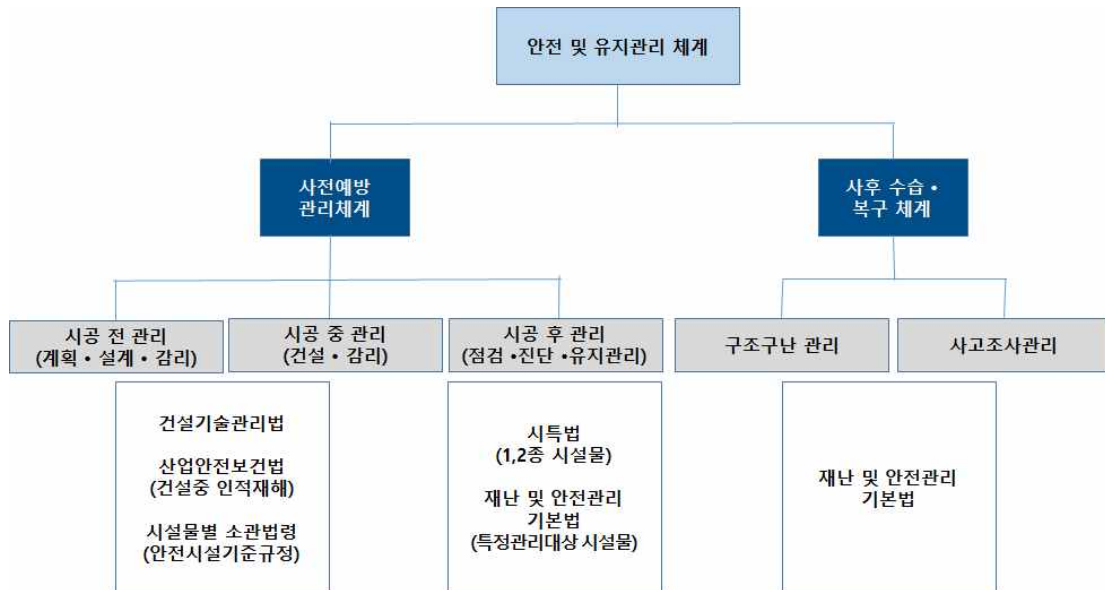 안전 및 유지관리 체계
사전예방
관리체계
사후 수습 •
복구 체계
시공 전 관리
(계획 • 설계 • 감리)
시공 중 관리
(건설 • 감리)
시공 후 관리
(점검 •진단 •유지관리)
구조구난 관리
사고조사관리
건설기술관리법
산업안전보건법
(건설중 인적재해)
시설물별 소관법령
(안전시설기준규정)
시특법
(1,2종 시설물)
재난 및 안전관리
기본법
(특정관리대상 시설물)
재난 및 안전관리
기본법